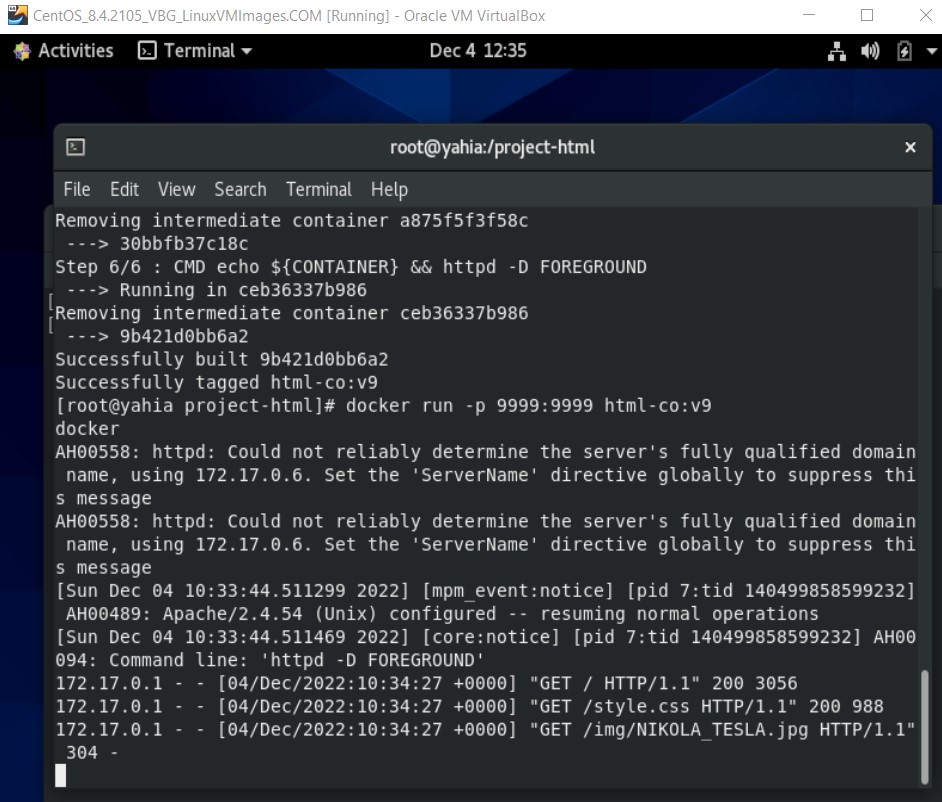 CentOS_8.4.2105_VBG_LinuxVMImages.COM [Running] - Oracle VM VirtualBox
Activities Terminal Dec 4 12:35
root@yahia:/project-html
File Edit View Search Terminal Help
Removing intermediate container a875f5f3f58c
 ---> 30bbfb37c18c
Step 6/6 : CMD echo ${CONTAINER} && httpd -D FOREGROUND
 ---> Running in ceb36337b986
Removing intermediate container ceb36337b986
 ---> 9b421d0bb6a2
Successfully built 9b421d0bb6a2
Successfully tagged html-co:v9
[root@yahia project-html]# docker run -p 9999:9999 html-co:v9
docker
AH00558: httpd: Could not reliably determine the server's fully qualified domain
 name, using 172.17.0.6. Set the 'ServerName' directive globally to suppress thi
s message
AH00558: httpd: Could not reliably determine the server's fully qualified domain
 name, using 172.17.0.6. Set the 'ServerName' directive globally to suppress thi
s message
[Sun Dec 04 10:33:44.511299 2022] [mpm_event:notice] [pid 7:tid 140499858599232]
 AH00489: Apache/2.4.54 (Unix) configured -- resuming normal operations
[Sun Dec 04 10:33:44.511469 2022] [core:notice] [pid 7:tid 140499858599232] AH00
094: Command line: 'httpd -D FOREGROUND'
172.17.0.1 - - [04/Dec/2022:10:34:27 +0000] "GET / HTTP/1.1" 200 3056
172.17.0.1 - - [04/Dec/2022:10:34:27 +0000] "GET /style.css HTTP/1.1" 200 988
172.17.0.1 - - [04/Dec/2022:10:34:27 +0000] "GET /img/NIKOLA_TESLA.jpg HTTP/1.1"
 304 -